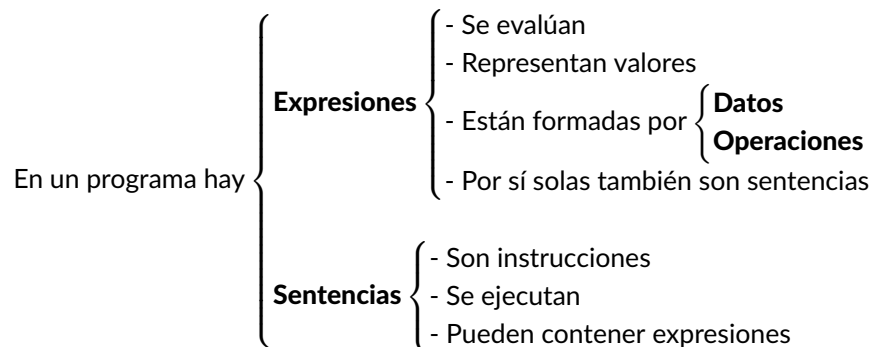 En un programa hay
Expresiones
- Se evalúan
- Representan valores
- Están formadas por
Datos
Operaciones
- Por sí solas también son sentencias
Sentencias
- Son instrucciones
- Se ejecutan
- Pueden contener expresiones